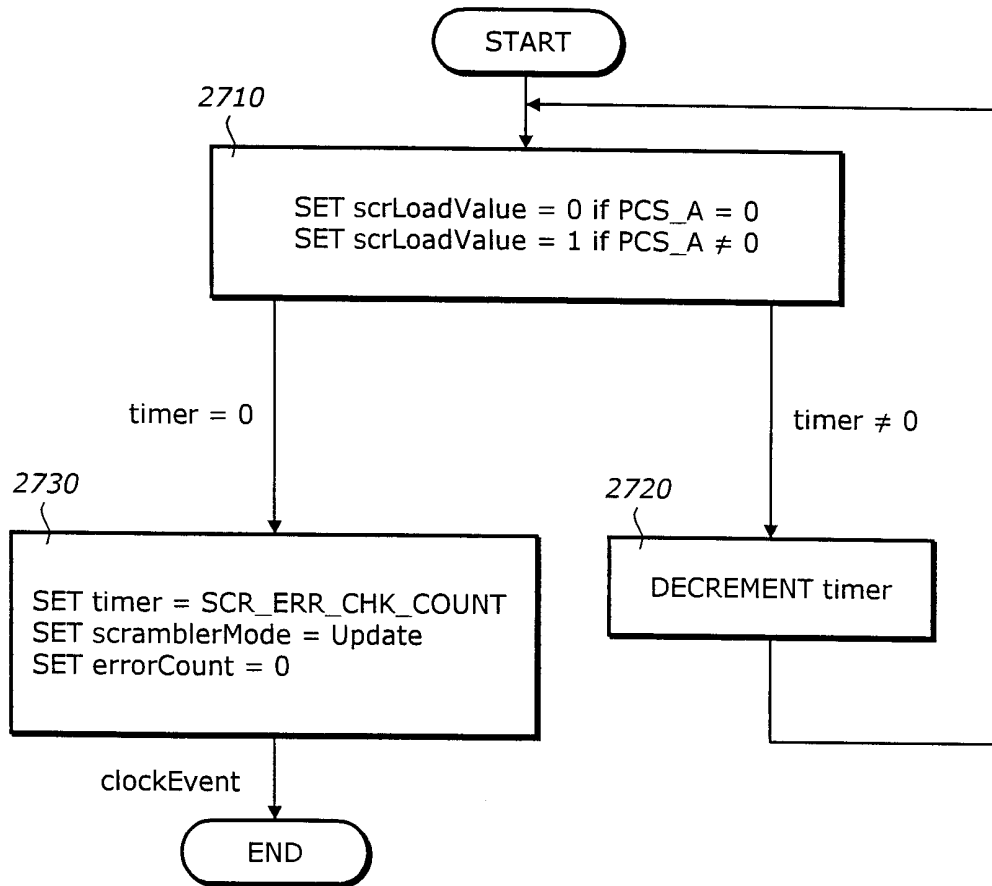 START
2710
SET scrLoadValue = 0 if PCS_A = 0
SET scrLoadValue = 1 if PCS_A ≠ 0
timer = 0
timer ≠ 0
2730
2720
SET timer = SCR_ERR_CHK_COUNT
SET scramblerMode = Update
SET errorCount = 0
DECREMENT timer
clockEvent
END